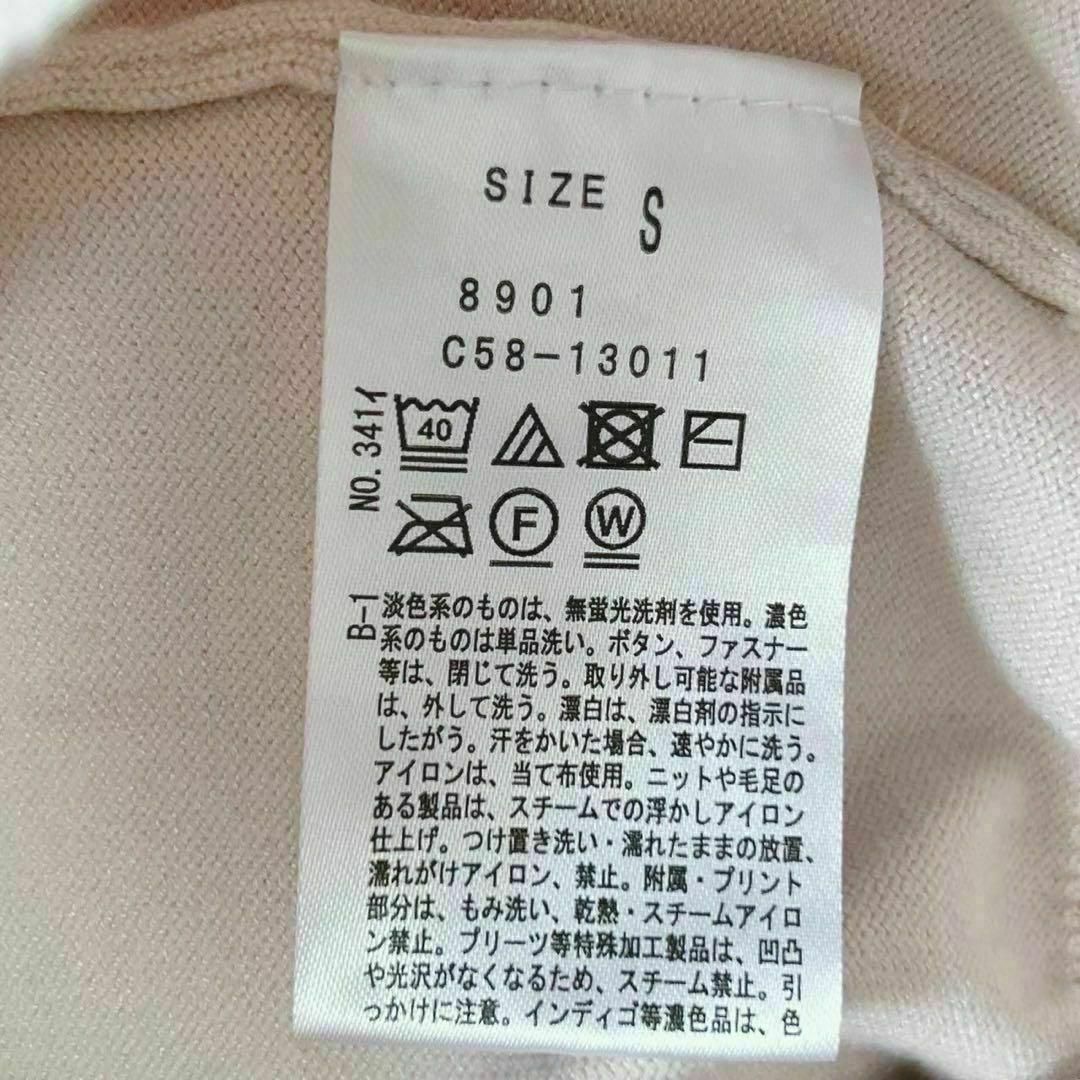 SIZE S
8901
C58-13011
NO.341イ
40
F
W
B-1
淡色系のものは、無蛍光洗剤を使用。濃色
系のものは単品洗い。ボタン、ファスナー
等は、閉じて洗う。取り外し可能な附属品
は、外して洗う。漂白は、漂白剤の指示に
したがう。汗をかいた場合、速やかに洗う。
アイロンは、当て布使用。ニットや毛足の
ある製品は、スチームでの浮かしアイロン
仕上げ。つけ置き洗い・濡れたままの放置、
濡れがけアイロン、禁止。附属・プリント
部分は、もみ洗い、乾熱・スチームアイロ
ン禁止。プリーツ等特殊加工製品は、凹凸
や光沢がなくなるため、スチーム禁止。引
っかけに注意。インディゴ等濃色品は、色